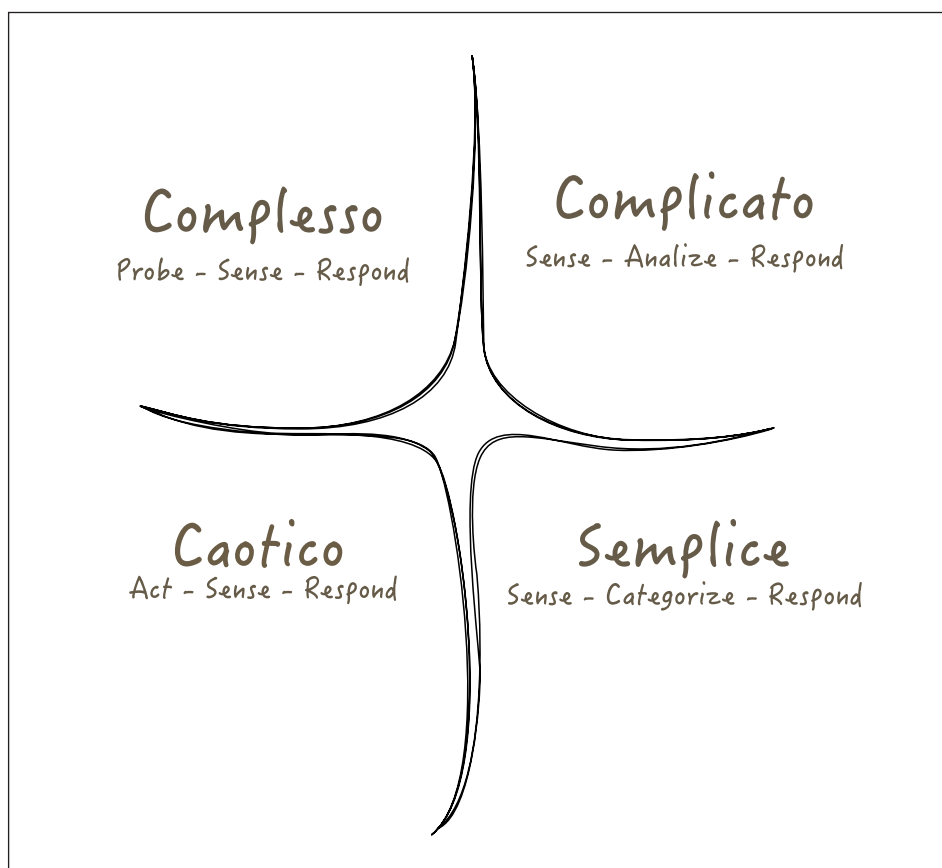 Complesso
Probe - Sense - Respond
Complicato
Sense - Analize - Respond
Caotico
Act - Sense - Respond
Semplice
Sense - Categorize - Respond